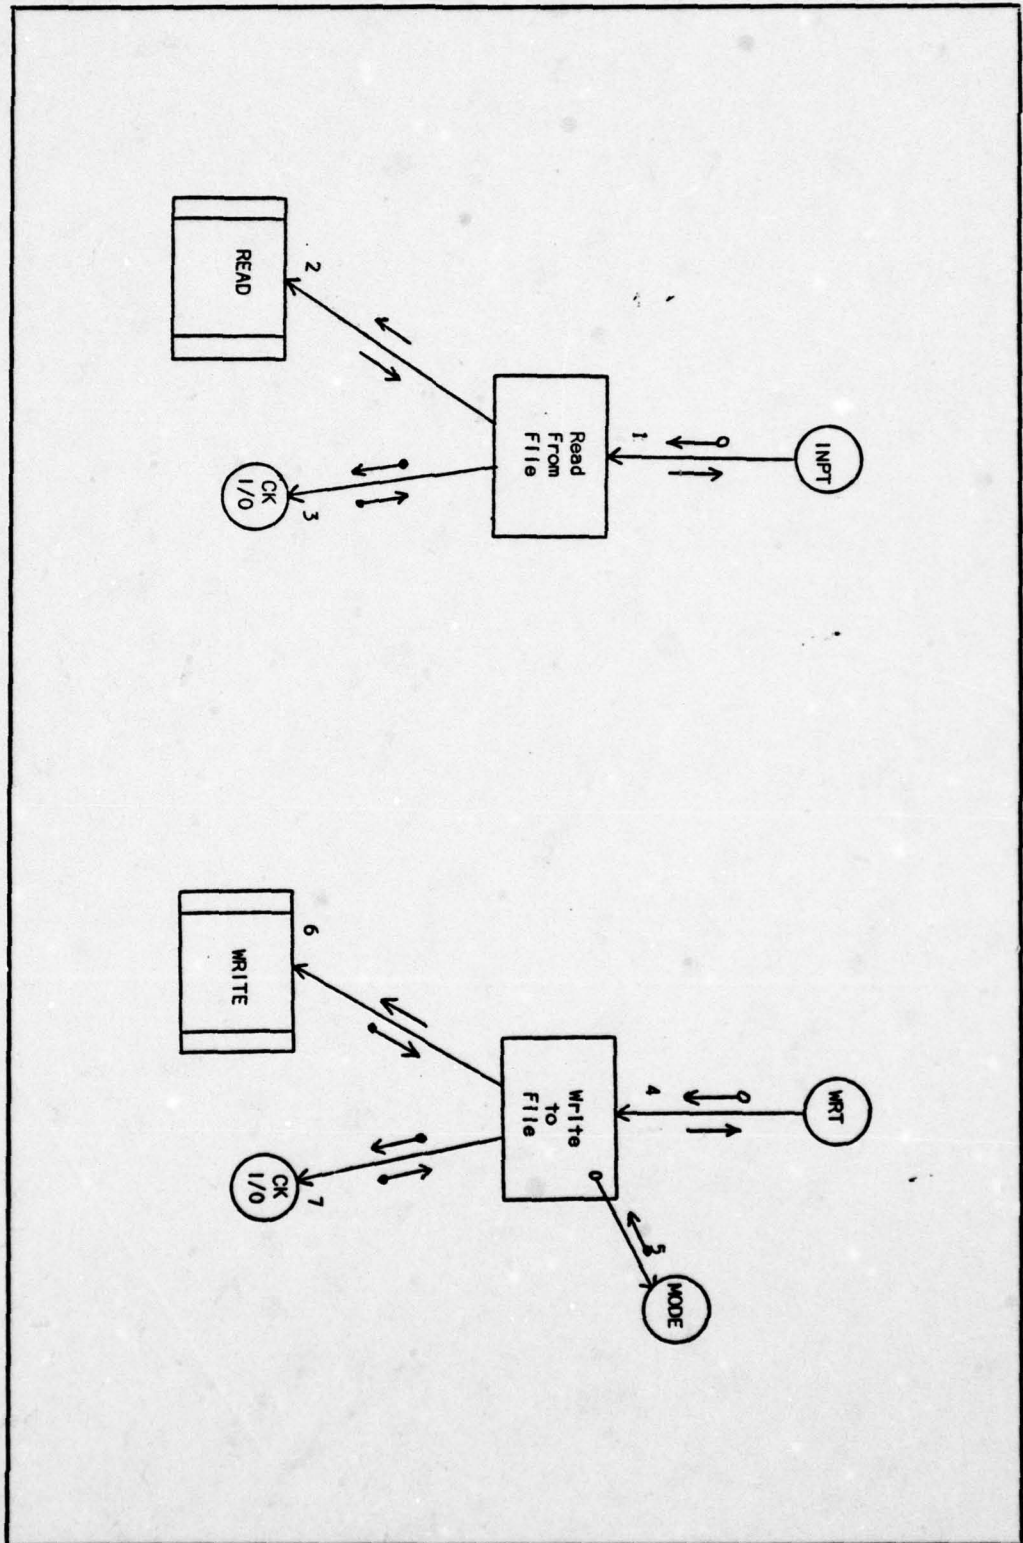 INPT
1
Read
From
File
2
READ
3
CK
I/O
WRT
4
Write
to
File
5
MODE
6
WRITE
7
CK
I/O